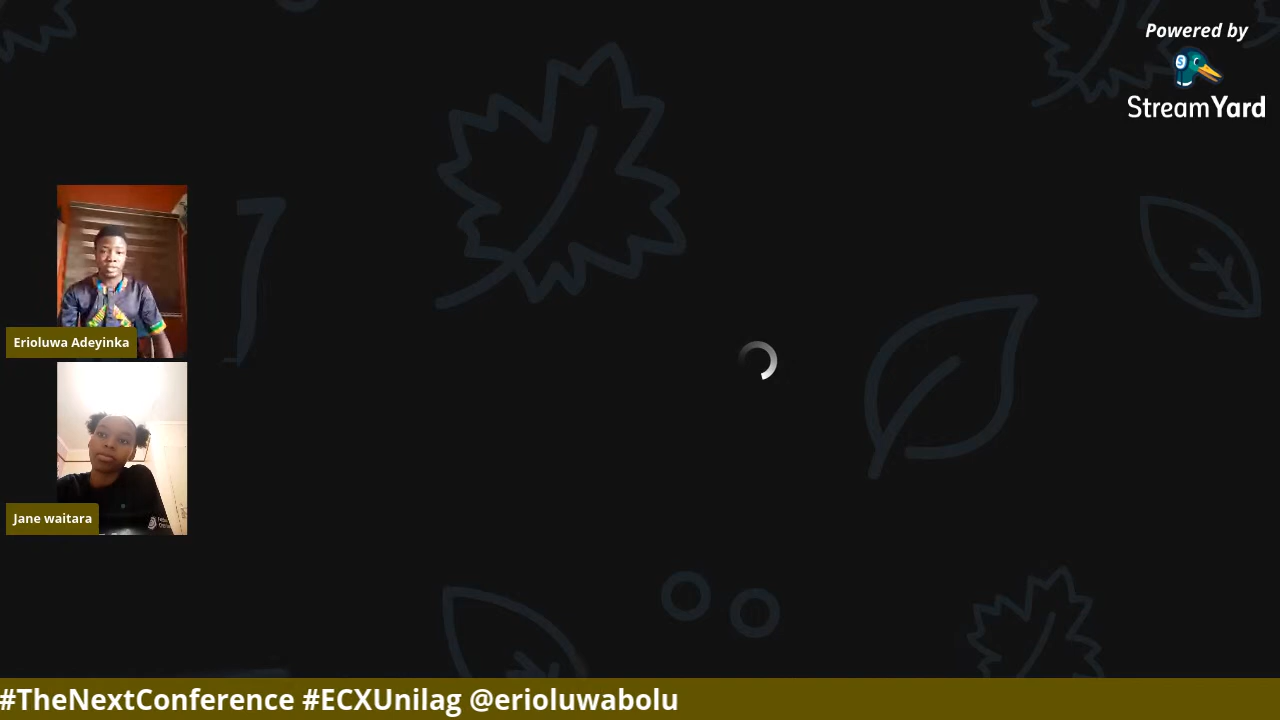 Powered by
StreamYard
Erioluwa Adeyinka
Jane waitara
#TheNextConference #ECXUnilag @erioluwabolu